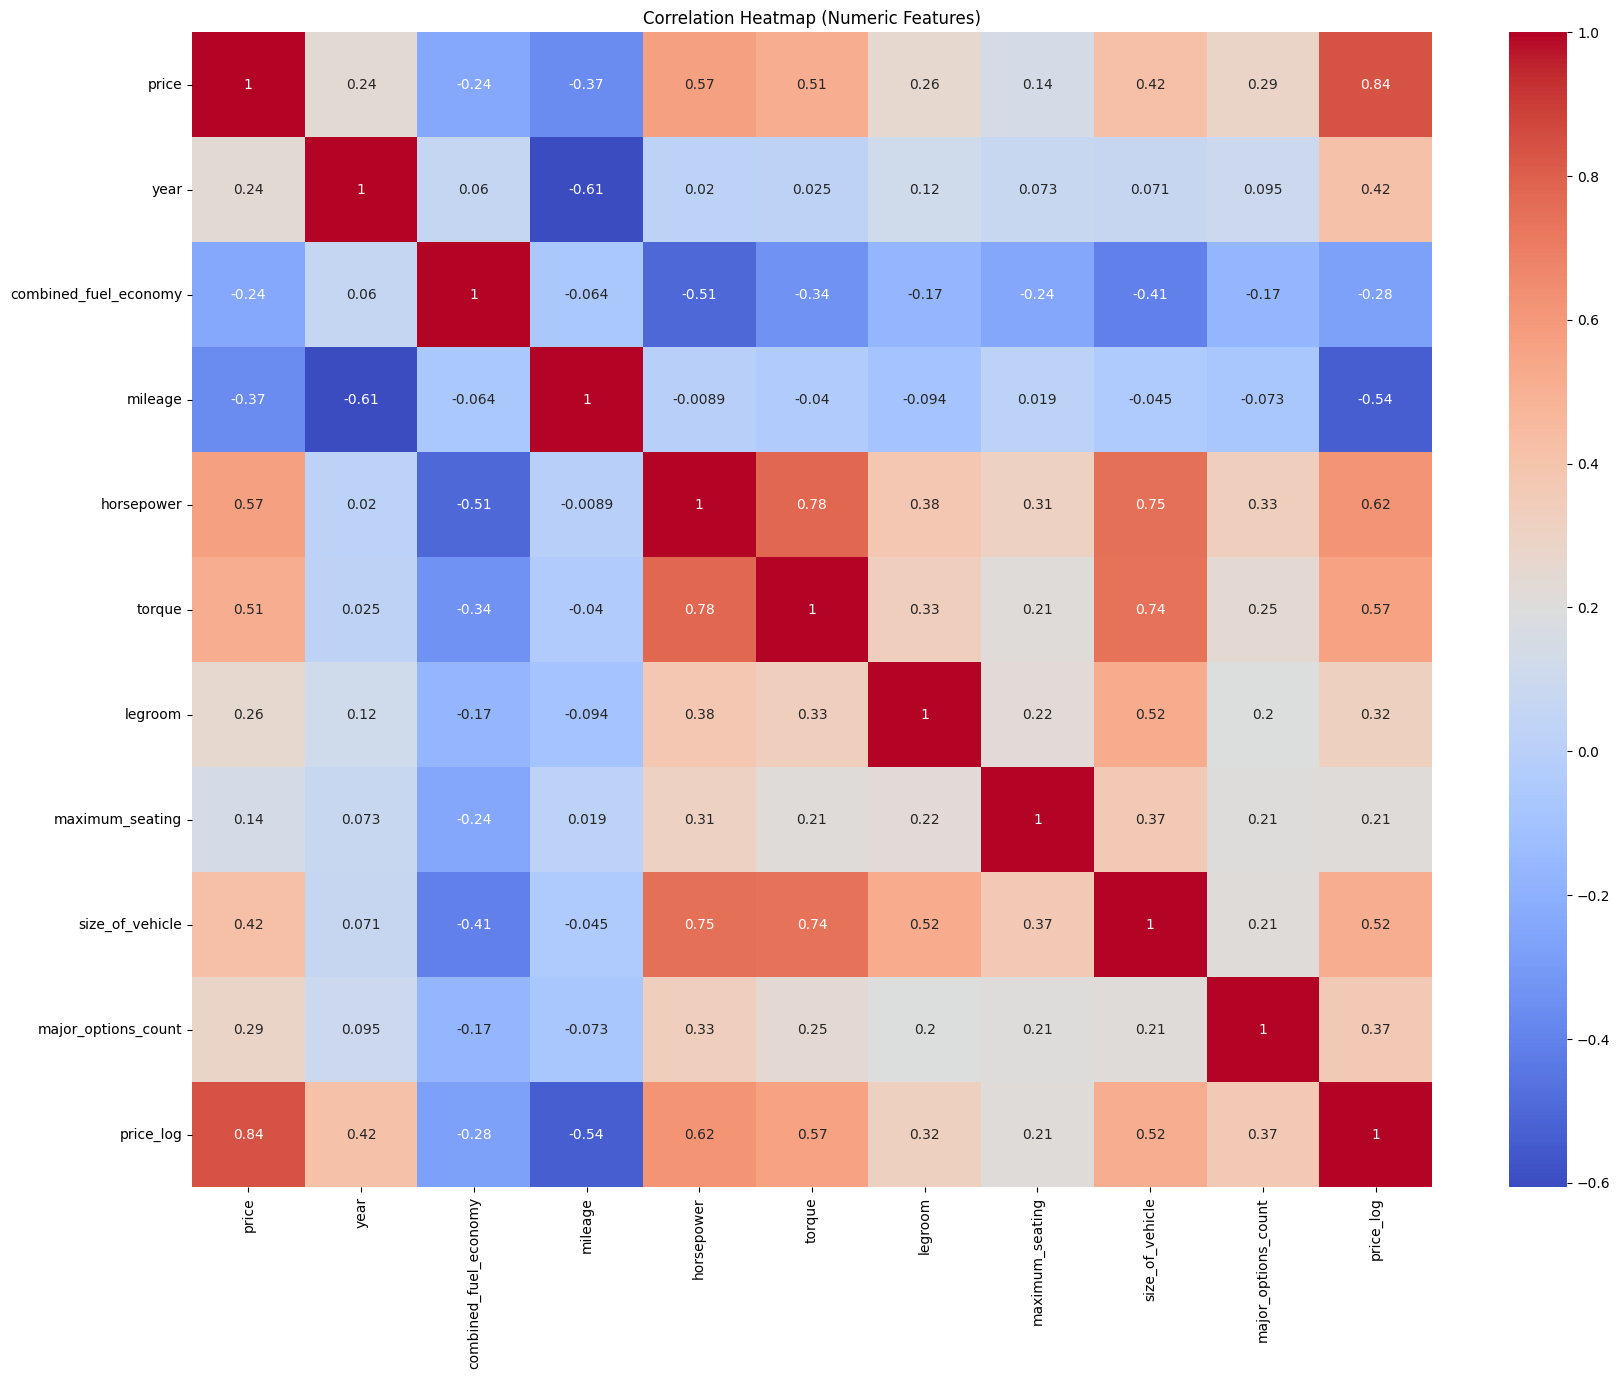 Correlation Heatmap (Numeric Features)
price 1 0.24 -0.24 -0.37 0.57 0.51 0.26 0.14 0.42 0.29 0.84
year 0.24 1 0.06 -0.61 0.02 0.025 0.12 0.073 0.071 0.095 0.42
combined_fuel_economy -0.24 0.06 1 -0.064 -0.51 -0.34 -0.17 -0.24 -0.41 -0.17 -0.28
mileage -0.37 -0.61 -0.064 1 -0.0089 -0.04 -0.094 0.019 -0.045 -0.073 -0.54
horsepower 0.57 0.02 -0.51 -0.0089 1 0.78 0.38 0.31 0.75 0.33 0.62
torque 0.51 0.025 -0.34 -0.04 0.78 1 0.33 0.21 0.74 0.25 0.57
legroom 0.26 0.12 -0.17 -0.094 0.38 0.33 1 0.22 0.52 0.2 0.32
maximum_seating 0.14 0.073 -0.24 0.019 0.31 0.21 0.22 1 0.37 0.21 0.21
size_of_vehicle 0.42 0.071 -0.41 -0.045 0.75 0.74 0.52 0.37 1 0.21 0.52
major_options_count 0.29 0.095 -0.17 -0.073 0.33 0.25 0.2 0.21 0.21 1 0.37
price_log 0.84 0.42 -0.28 -0.54 0.62 0.57 0.32 0.21 0.52 0.37 1
price
year
combined_fuel_economy
mileage
horsepower
torque
legroom
maximum_seating
size_of_vehicle
major_options_count
price_log
1.0
0.8
0.6
0.4
0.2
0.0
−0.2
−0.4
−0.6